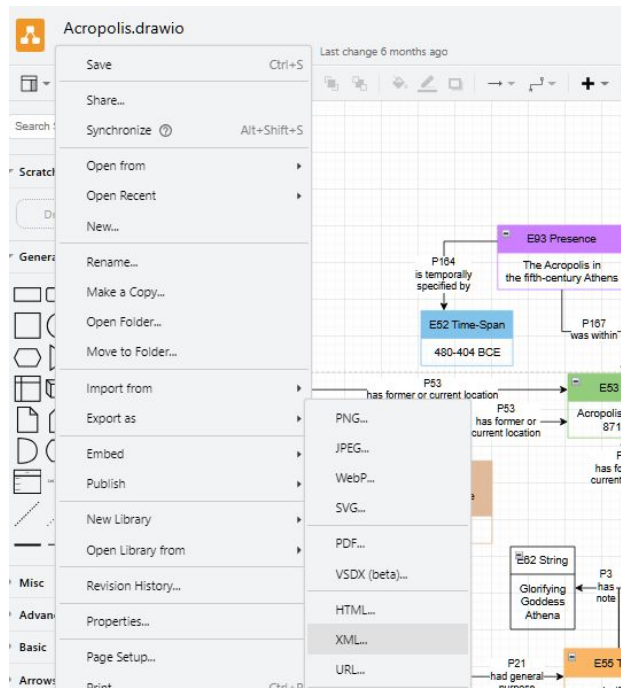 Acropolis.drawio
Last change 6 months ago
Save Ctrl+S
Share...
Synchronize Alt+Shift+S
Open from
Open Recent
New...
Rename...
Make a Copy...
Open Folder...
Move to Folder...
Import from
Export as
Embed
Publish
New Library
Open Library from
Revision History...
Properties...
Page Setup...
Print... Ctrl+P
PNG...
JPEG...
WebP...
SVG...
PDF...
VSDX (beta)...
HTML...
XML...
URL...
Search
Misc
Basic
Arrows
E93 Presence
The Acropolis in
the fifth-century Athens
P164
is temporally
specified by
E52 Time-Span
480-404 BCE
P167
was within
P53
has former or current location
E53
P53
has former or
current location
Acropolis
871
current
E62 String
Glorifying
Goddess
Athena
P3
has
note
P21
had general
purpose
E55